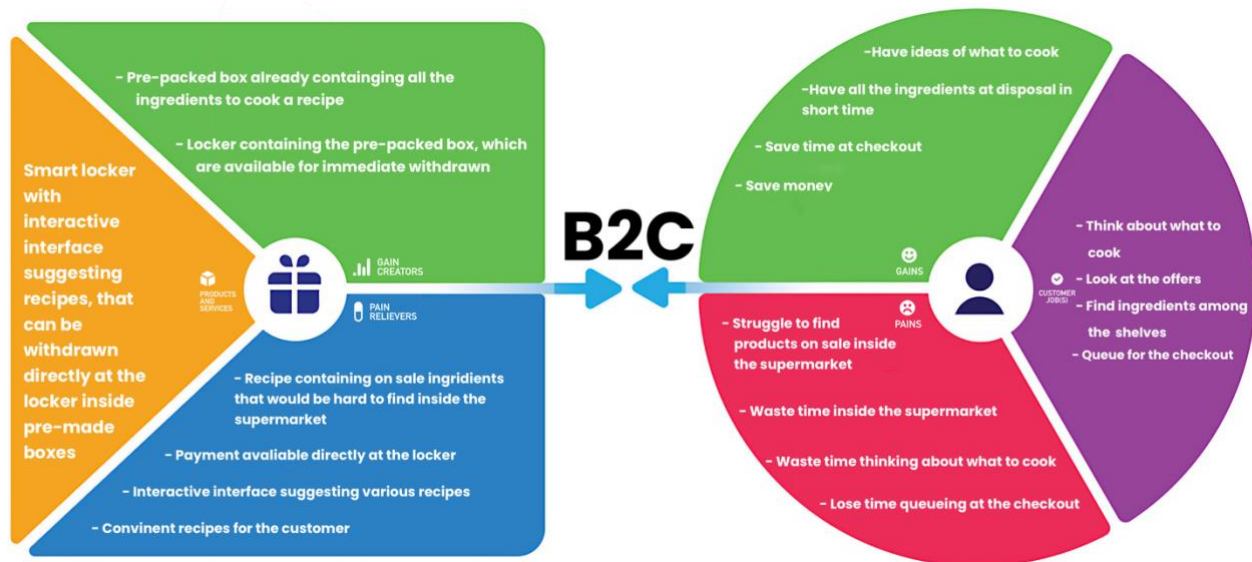 Smart locker
with
interactive
interface
suggesting
recipes, that
can be
withdrawn
directly at the
locker inside
pre-made
boxes
PRODUCTS
AND
SERVICES
- Pre-packed box already containging all the
ingredients to cook a recipe
- Locker containing the pre-packed box, which
are available for immediate withdrawn
GAIN
CREATORS
PAIN
RELIEVERS
- Recipe containing on sale ingridients
that would be hard to find inside the
supermarket
- Payment avaliable directly at the locker
- Interactive interface suggesting various recipes
- Convinent recipes for the customer
B2C
-Have ideas of what to cook
-Have all the ingredients at disposal in
short time
- Save time at checkout
- Save money
GAINS
PAINS
- Struggle to find
products on sale inside
the supermarket
- Waste time inside the supermarket
- Waste time thinking about what to cook
- Lose time queueing at the checkout
CUSTOMER
JOB(S)
- Think about what to
cook
- Look at the offers
- Find ingredients among
the shelves
- Queue for the checkout